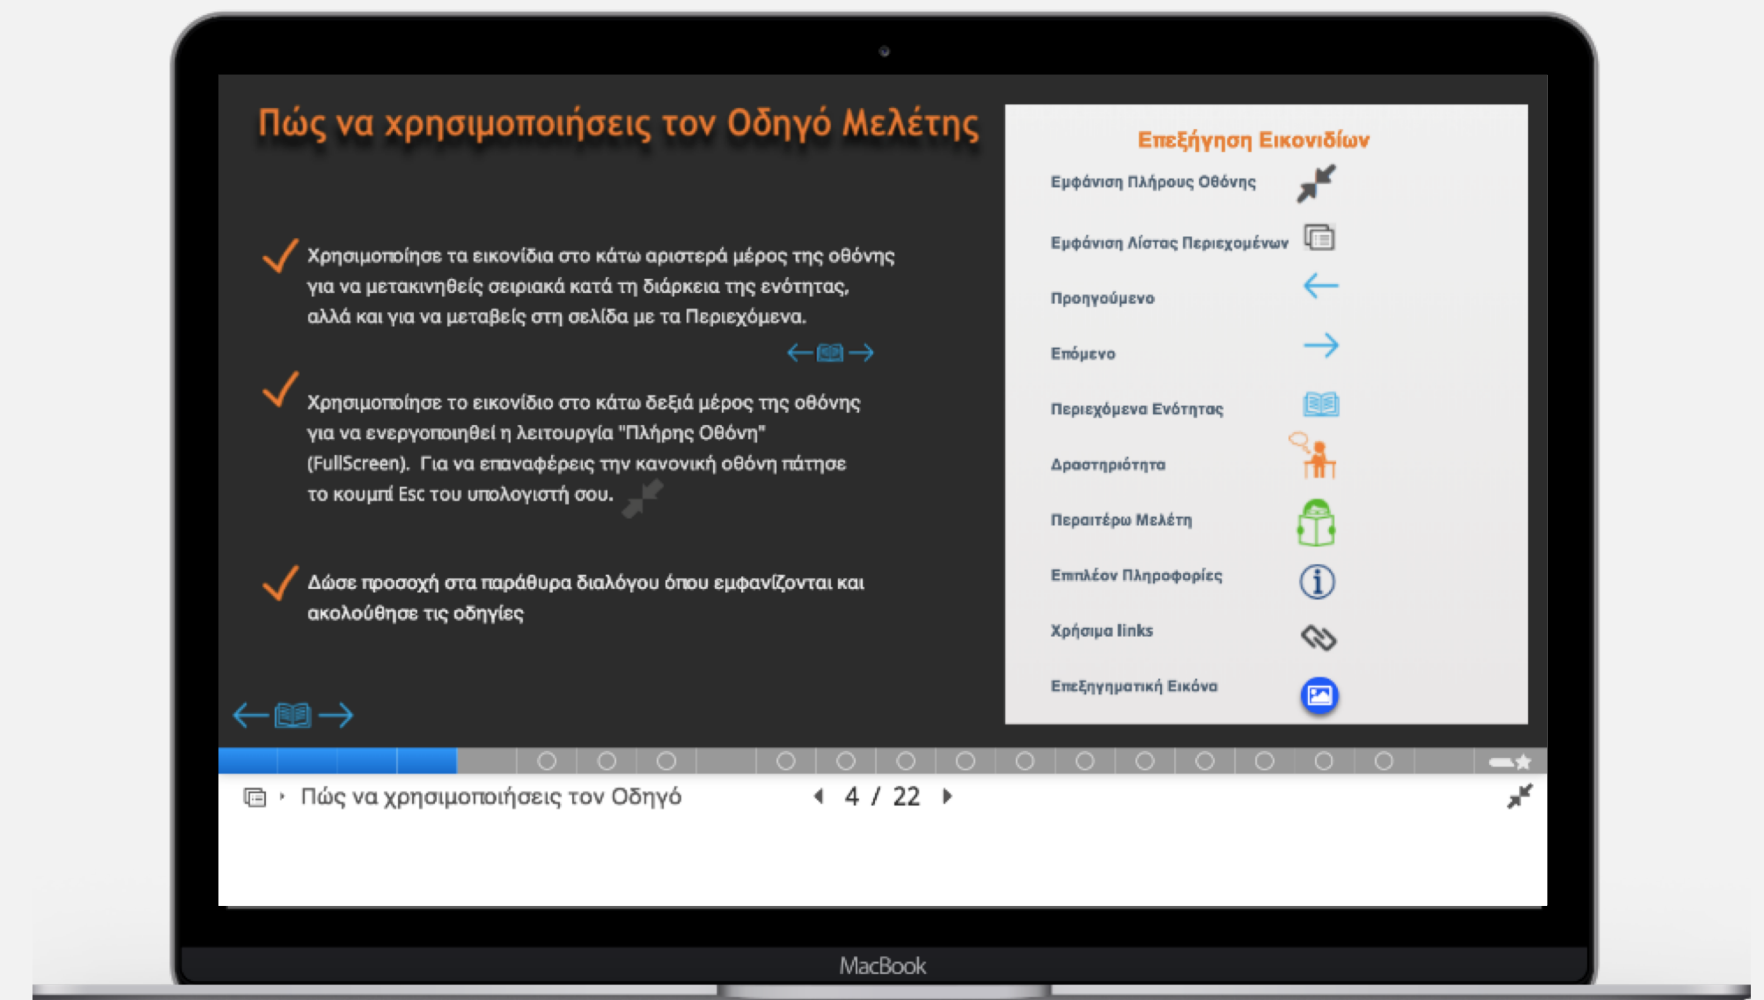 Πώς να χρησιμοποιήσεις τον Οδηγό Μελέτης
Χρησιμοποίησε τα εικονίδια στο κάτω αριστερά μέρος της οθόνης
για να μετακινηθείς σειριακά κατά τη διάρκεια της ενότητας,
αλλά και για να μεταβείς στη σελίδα με τα Περιεχόμενα.
Χρησιμοποίησε το εικονίδιο στο κάτω δεξιά μέρος της οθόνης
για να ενεργοποιηθεί η λειτουργία "Πλήρης Οθόνη"
(FullScreen). Για να επαναφέρεις την κανονική οθόνη πάτησε
το κουμπί Esc του υπολογιστή σου.
Δώσε προσοχή στα παράθυρα διαλόγου όπου εμφανίζονται και
ακολούθησε τις οδηγίες
Επεξήγηση Εικονιδίων
Εμφάνιση Πλήρους Οθόνης
Εμφάνιση Λίστας Περιεχομένων
Προηγούμενο
Επόμενο
Περιεχόμενα Ενότητας
Δραστηριότητα
Περαιτέρω Μελέτη
Επιπλέον Πληροφορίες
Χρήσιμα links
Επεξηγηματική Εικόνα
Πώς να χρησιμοποιήσεις τον Οδηγό
4 / 22
MacBook